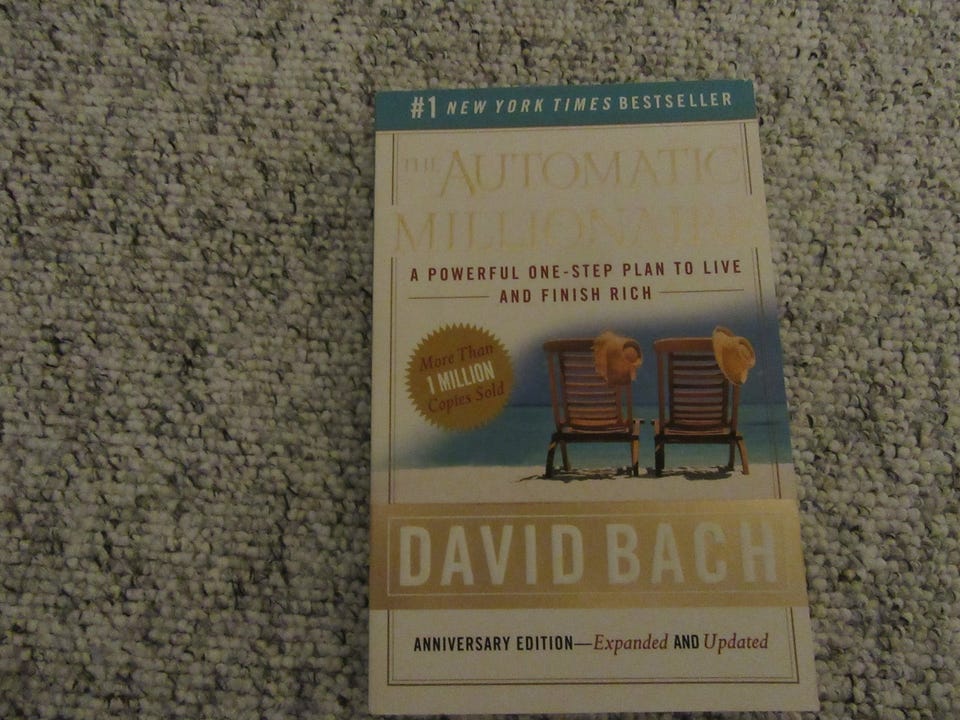 #1 NEW YORK TIMES BESTSELLER
THE AUTOMATIC
MILLIONAIRE
A POWERFUL ONE-STEP PLAN TO LIVE
AND FINISH RICH
More Than
1 MILLION
Copies Sold
DAVID BACH
ANNIVERSARY EDITION—Expanded AND Updated